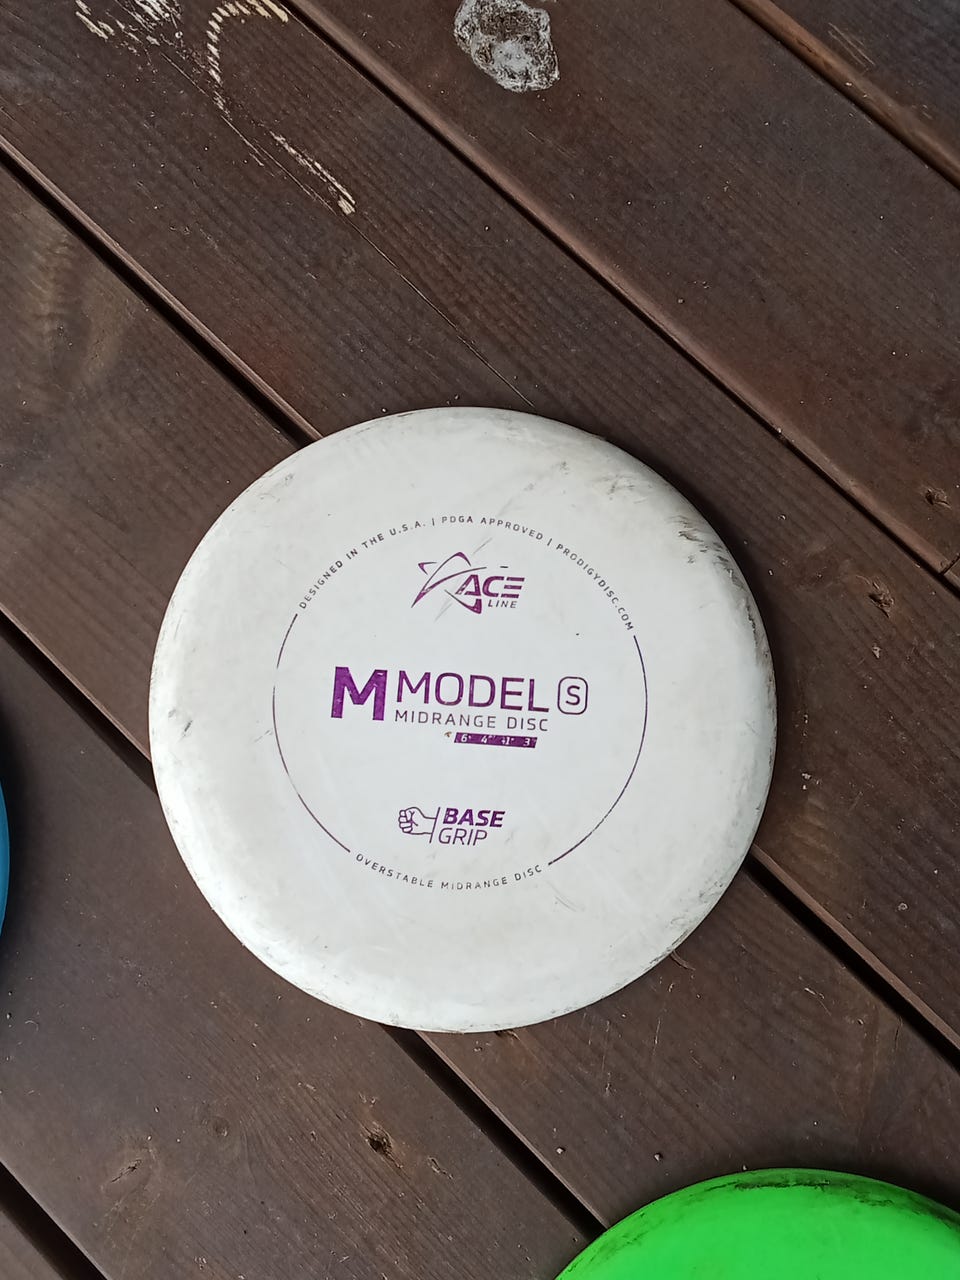 DESIGNED IN THE U.S.A. | PDGA APPROVED | PRODIGYDISC.COM
ACE
LINE
M MODEL S
MIDRANGE DISC
6 4 -1 3
BASE
GRIP
OVERSTABLE MIDRANGE DISC